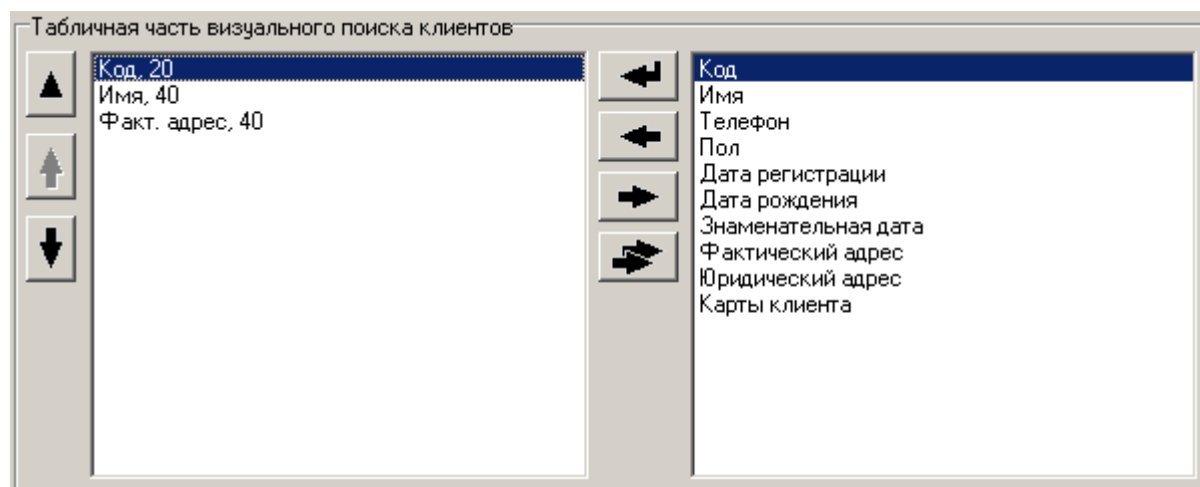 Табличная часть визуального поиска клиентов
Код, 20
Имя, 40
Факт. адрес, 40
Код
Имя
Телефон
Пол
Дата регистрации
Дата рождения
Знаменательная дата
Фактический адрес
Юридический адрес
Карты клиента